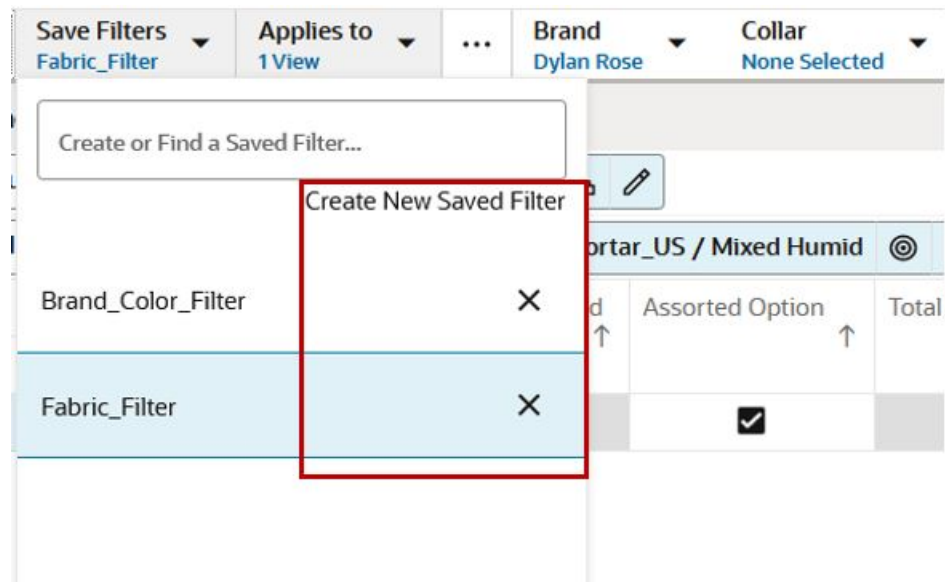 Save Filters
Fabric_Filter
Applies to
1 View
...
Brand
Dylan Rose
Collar
None Selected
Create or Find a Saved Filter...
Create New Saved Filter
ortar_US / Mixed Humid
Brand_Color_Filter
d
Assorted Option
Total
Fabric_Filter